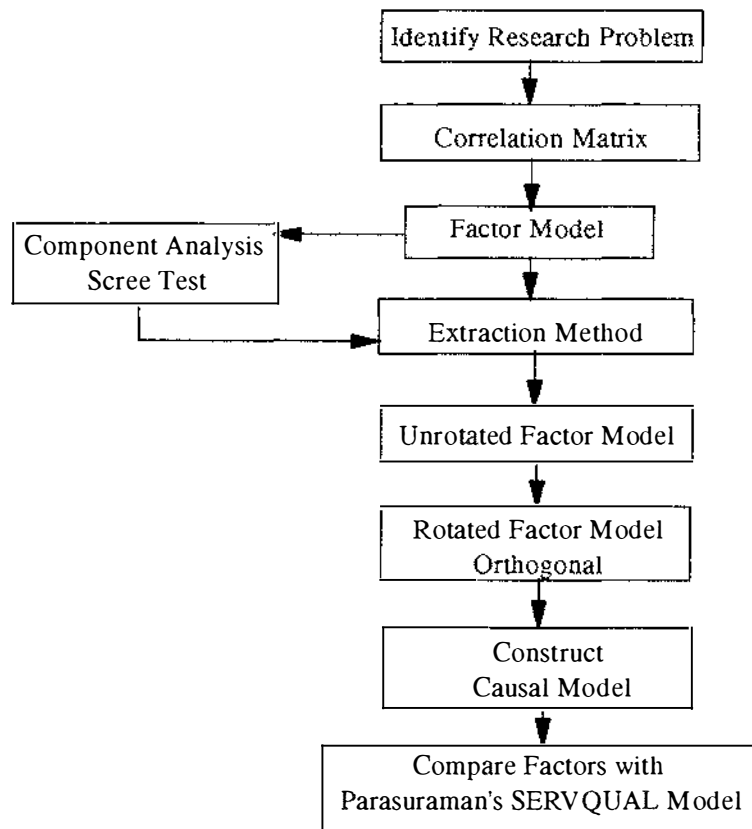 Identify Research Problem
Correlation Matrix
Factor Model
Component Analysis
Scree Test
Extraction Method
Unrotated Factor Model
Rotated Factor Model
Orthogonal
Construct
Causal Model
Compare Factors with
Parasuraman's SERVQUAL Model